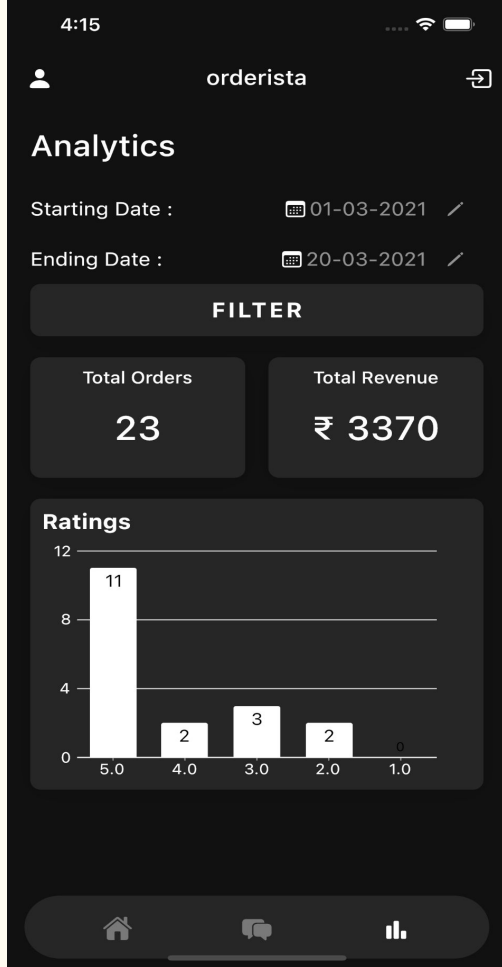 4:15
orderista
Analytics
Starting Date : 01-03-2021
Ending Date : 20-03-2021
FILTER
Total Orders Total Revenue
23 ₹ 3370
Ratings
12
11
8
4
2 3 2 0
0
5.0 4.0 3.0 2.0 1.0